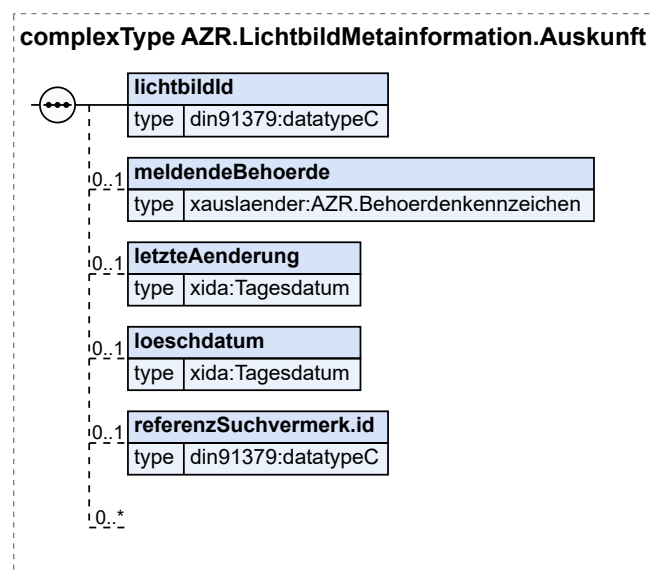 complexType AZR.LichtbildMetainformation.Auskunft
lichtbildId
type din91379:datatypeC
0..1 meldendeBehoerde
type xauslaender:AZR.Behoerdenkennzeichen
0..1 letzteAenderung
type xida:Tagesdatum
0..1 loeschdatum
type xida:Tagesdatum
0..1 referenzSuchvermerk.id
type din91379:datatypeC
0..*